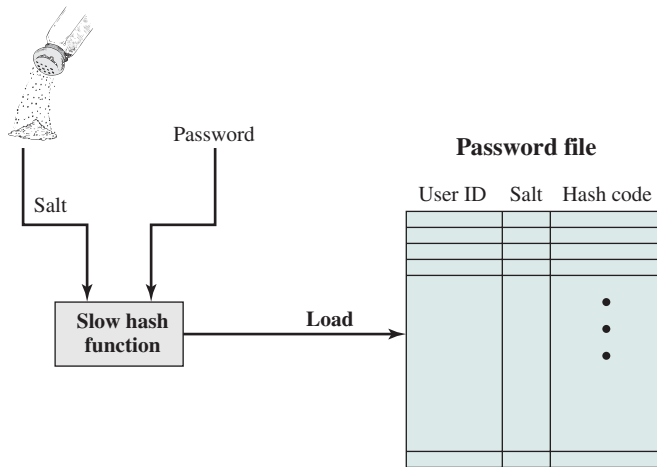 Password
Password file
User ID Salt Hash code
Salt
Slow hash
function
Load